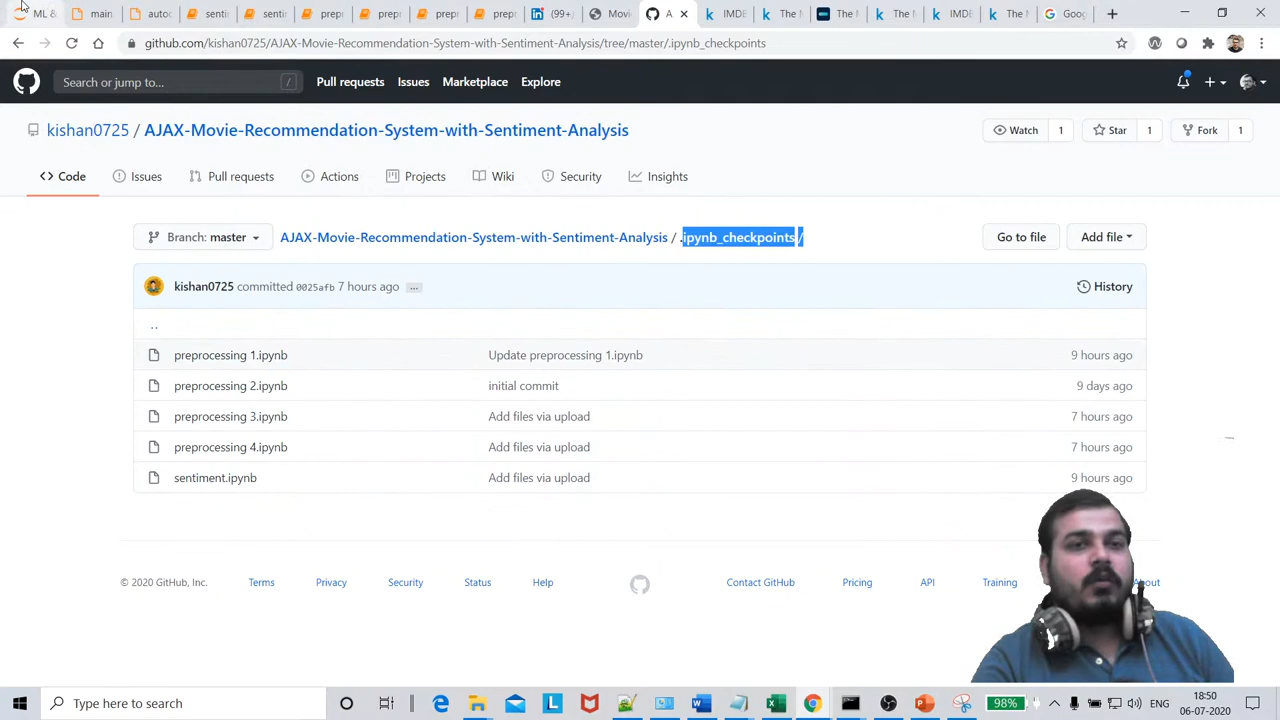 ML &
main.
autoc
senti
senti
prepr
prepr
prepr
prepr
(99+
Movie
A
IMDB
The M
The M
The M
IMDB
The M
Goog
github.com/kishan0725/AJAX-Movie-Recommendation-System-with-Sentiment-Analysis/tree/master/.ipynb_checkpoints
Search or jump to...
/
Pull requests
Issues
Marketplace
Explore
kishan0725 / AJAX-Movie-Recommendation-System-with-Sentiment-Analysis
Watch 1
Star 1
Fork 1
Code
Issues
Pull requests
Actions
Projects
Wiki
Security
Insights
Branch: master
AJAX-Movie-Recommendation-System-with-Sentiment-Analysis / .ipynb_checkpoints /
Go to file
Add file
kishan0725 committed 0025afb 7 hours ago ...
History
..
preprocessing 1.ipynb Update preprocessing 1.ipynb 9 hours ago
preprocessing 2.ipynb initial commit 9 days ago
preprocessing 3.ipynb Add files via upload 7 hours ago
preprocessing 4.ipynb Add files via upload 7 hours ago
sentiment.ipynb Add files via upload 9 hours ago
© 2020 GitHub, Inc.
Terms
Privacy
Security
Status
Help
Contact GitHub
Pricing
API
Training
About
Type here to search
98%
ENG
18:50
06-07-2020